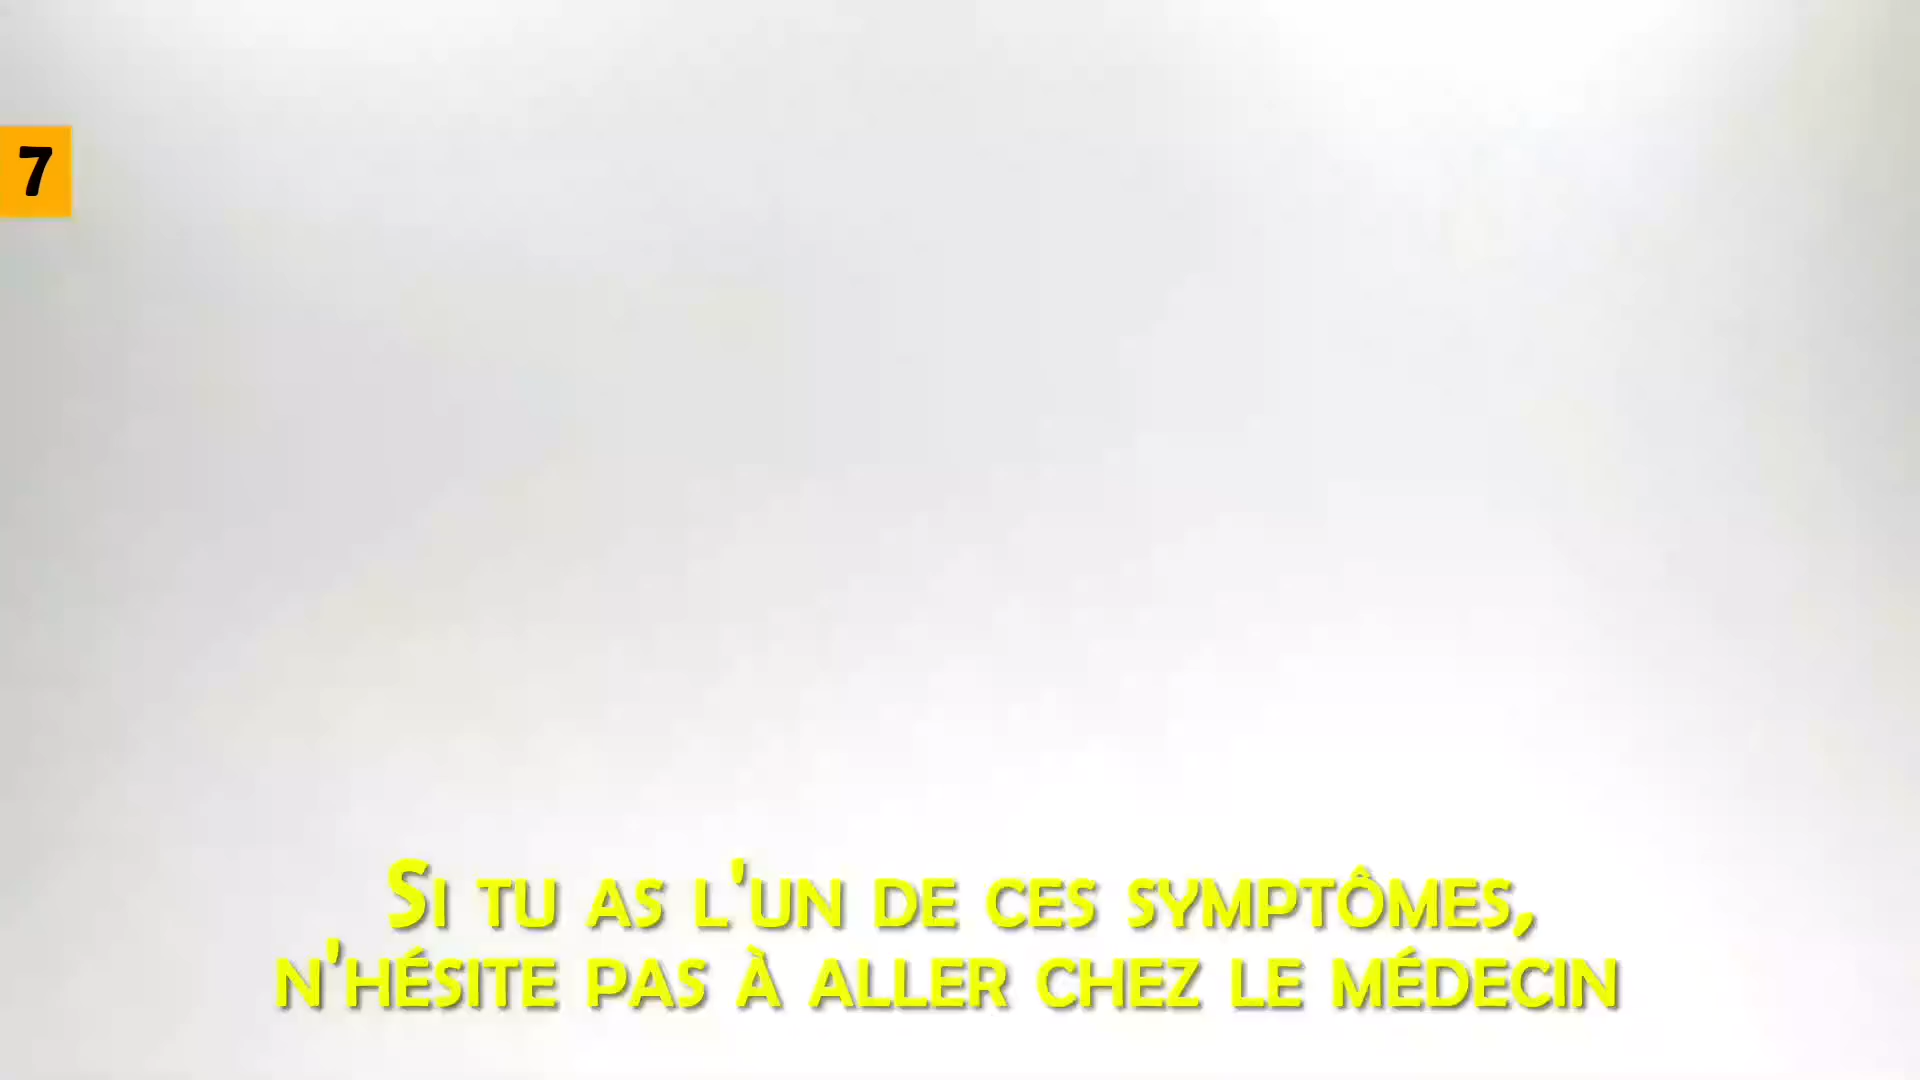 7
Si tu as l'un de ces symptômes,
n'hésite pas à aller chez le médecin